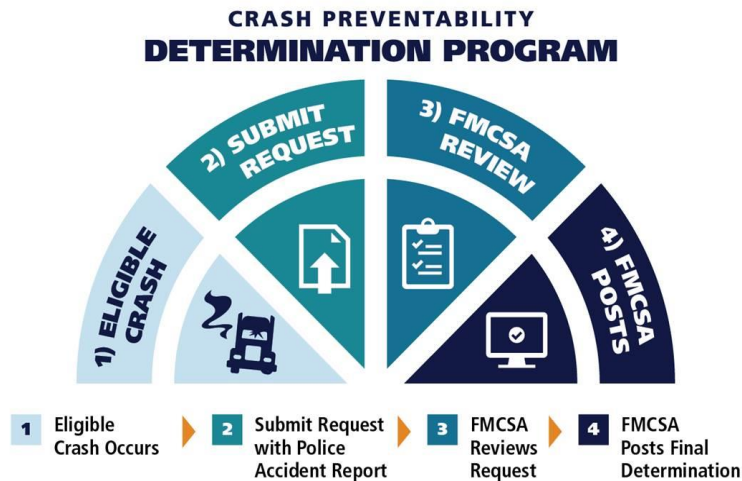 CRASH PREVENTABILITY
DETERMINATION PROGRAM
1) ELIGIBLE
CRASH
2) SUBMIT
REQUEST
3) FMCSA
REVIEW
4) FMCSA
POSTS
1 Eligible
Crash Occurs
2 Submit Request
with Police
Accident Report
3 FMCSA
Reviews
Request
4 FMCSA
Posts Final
Determination